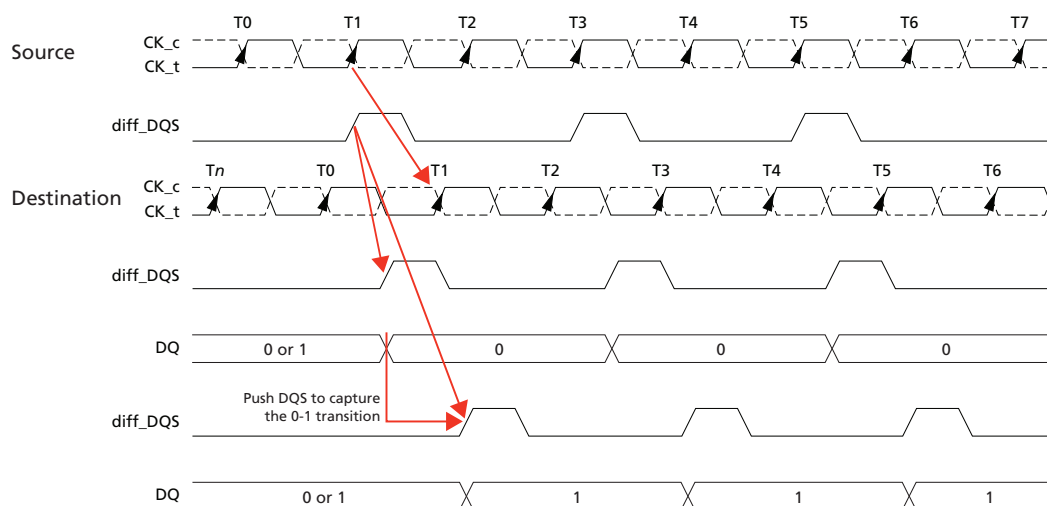 T0 T1 T2 T3 T4 T5 T6 T7
Source
CK_c
CK_t
diff_DQS
Tn T0 T1 T2 T3 T4 T5 T6
Destination
CK_c
CK_t
diff_DQS
DQ 0 or 1 0 0 0
Push DQS to capture
the 0-1 transition
diff_DQS
DQ 0 or 1 1 1 1